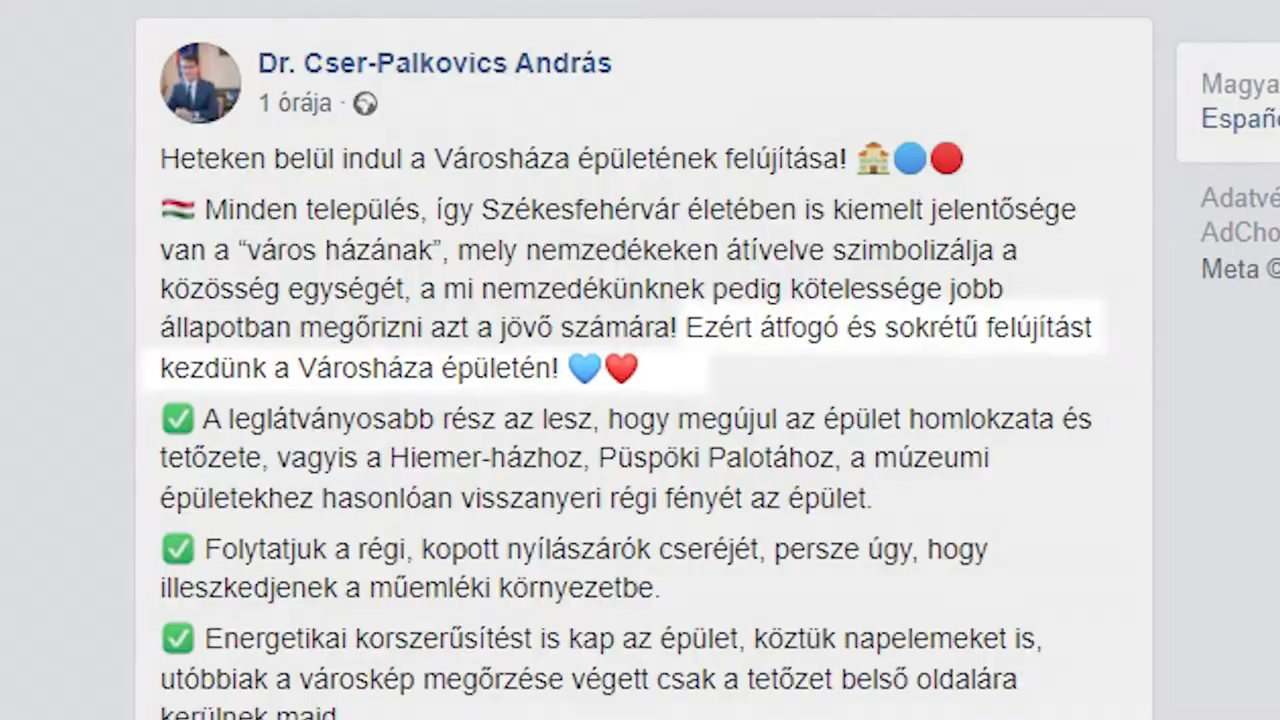 Dr. Cser-Palkovics András
1 órája ·
Heteken belül indul a Városháza épületének felújítása! 🏫🔵🔴
🇭🇺 Minden település, így Székesfehérvár életében is kiemelt jelentősége
van a “város házának”, mely nemzedékeken átívelve szimbolizálja a
közösség egységét, a mi nemzedékünknek pedig kötelessége jobb
állapotban megőrizni azt a jövő számára! Ezért átfogó és sokrétű felújítást
kezdünk a Városháza épületén! 💙❤️
✅ A leglátványosabb rész az lesz, hogy megújul az épület homlokzata és
tetőzete, vagyis a Hiemer-házhoz, Püspöki Palotához, a múzeumi
épületekhez hasonlóan visszanyeri régi fényét az épület.
✅ Folytatjuk a régi, kopott nyílászárók cseréjét, persze úgy, hogy
illeszkedjenek a műemléki környezetbe.
✅ Energetikai korszerűsítést is kap az épület, köztük napelemeket is,
utóbbiak a városkép megőrzése végett csak a tetőzet belső oldalára
kerülnek majd
Magya
Españo
Adatvé
AdCho
Meta ©